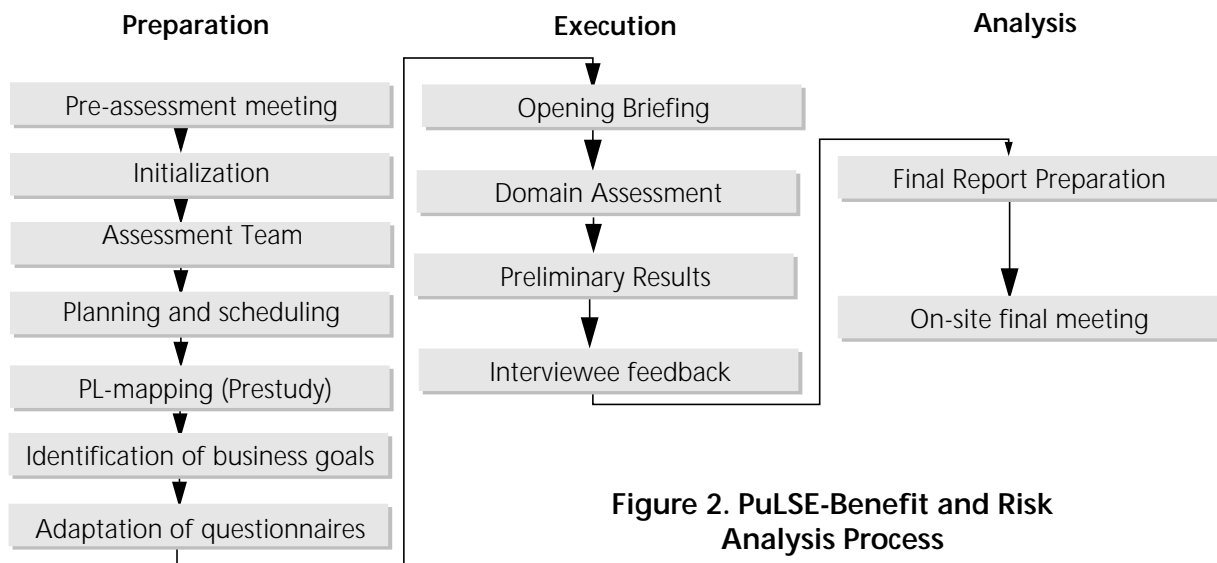 Preparation
Pre-assessment meeting
Initialization
Assessment Team
Planning and scheduling
PL-mapping (Prestudy)
Identification of business goals
Adaptation of questionnaires
Execution
Opening Briefing
Domain Assessment
Preliminary Results
Interviewee feedback
Analysis
Final Report Preparation
On-site final meeting
Figure 2. PuLSE-Benefit and Risk
Analysis Process